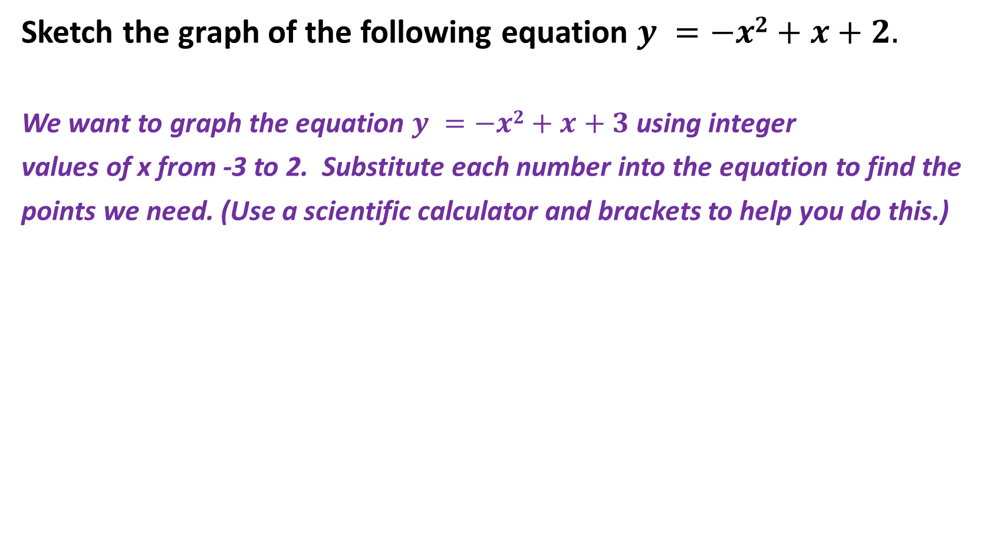 Sketch the graph of the following equation y = −x² + x + 2.
We want to graph the equation y = −x² + x + 3 using integer
values of x from -3 to 2. Substitute each number into the equation to find the
points we need. (Use a scientific calculator and brackets to help you do this.)